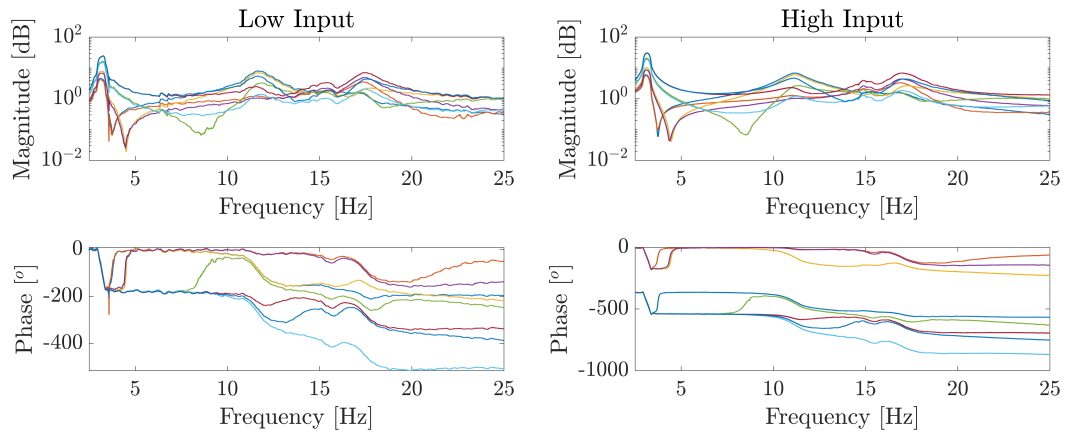 Low Input
High Input
Magnitude [dB]
10^2
10^0
10^-2
5 10 15 20 25
Frequency [Hz]
Magnitude [dB]
10^2
10^0
10^-2
5 10 15 20 25
Frequency [Hz]
Phase [°]
0
-200
-400
5 10 15 20 25
Frequency [Hz]
Phase [°]
0
-500
-1000
5 10 15 20 25
Frequency [Hz]